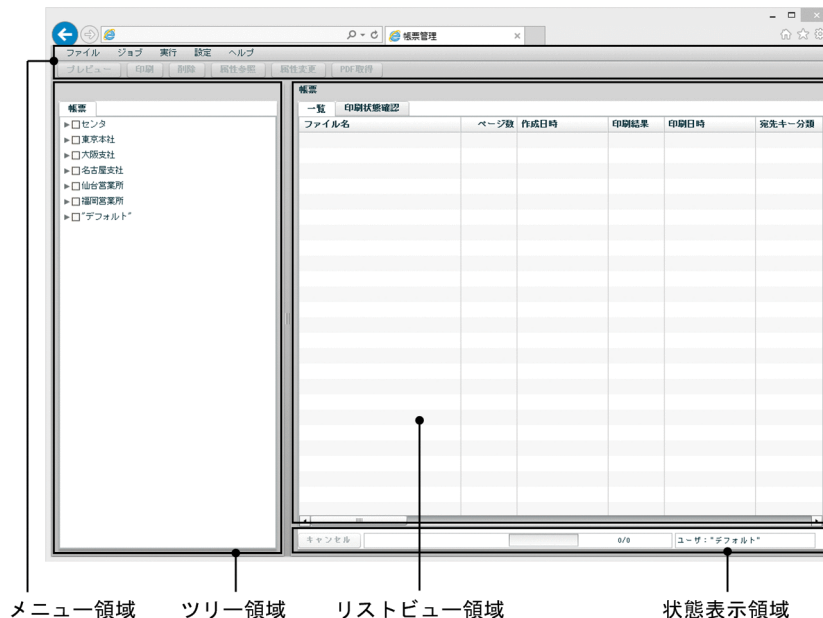 帳票管理 ×
ファイル ジョブ 実行 設定 ヘルプ
プレビュー 印刷 削除 属性参照 属性変更 PDF取得
帳票
一覧 印刷状態確認
ファイル名 ページ数 作成日時 印刷結果 印刷日時 宛先キー分類
帳票
センタ
東京本社
大阪支社
名古屋支社
仙台営業所
福岡営業所
"デフォルト"
キャンセル 0/0 ユーザ:"デフォルト"
メニュー領域 ツリー領域 リストビュー領域 状態表示領域